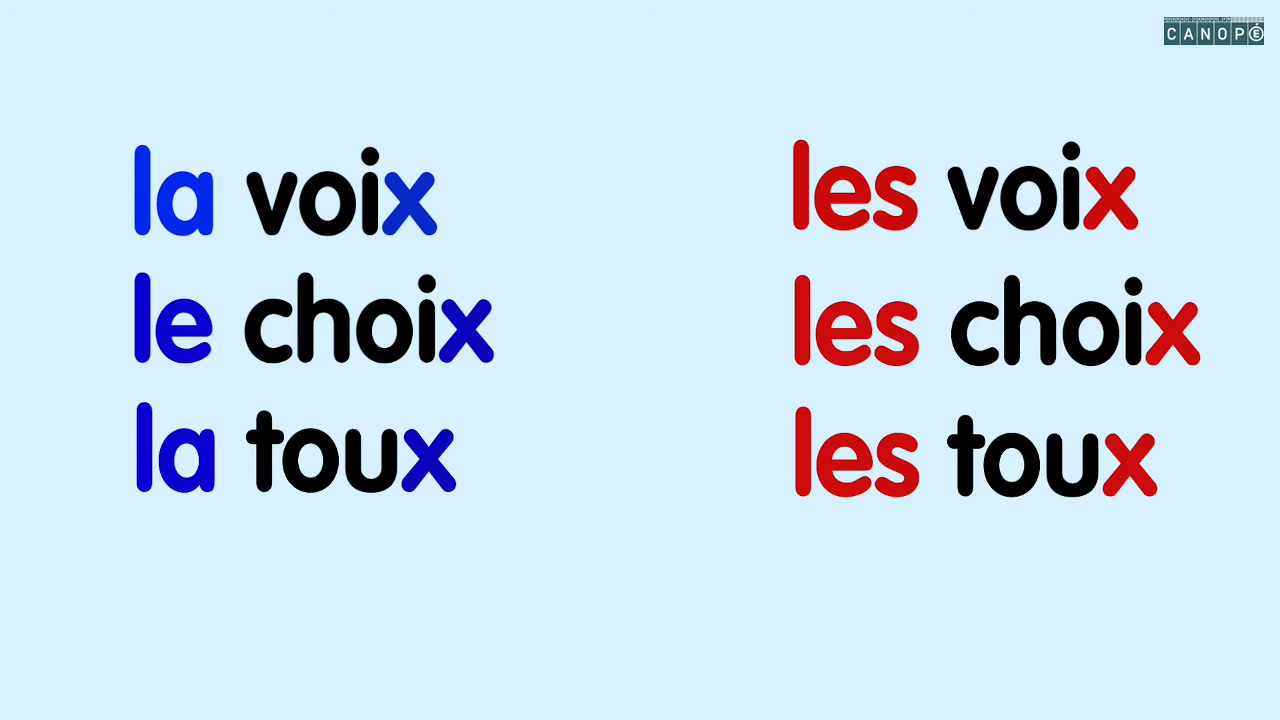 CANOPÉ
la voix les voix
le choix les choix
la toux les toux